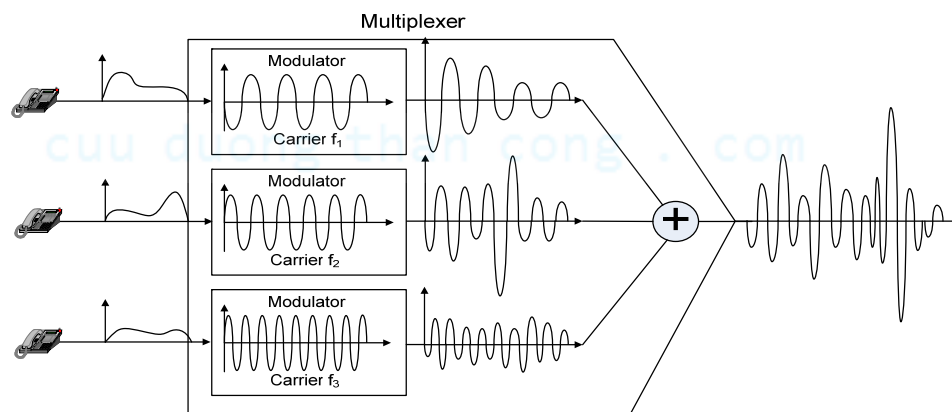 Multiplexer
Modulator
Carrier f1
cuu duong than cong . com
Modulator
Carrier f2
+
Modulator
Carrier f3